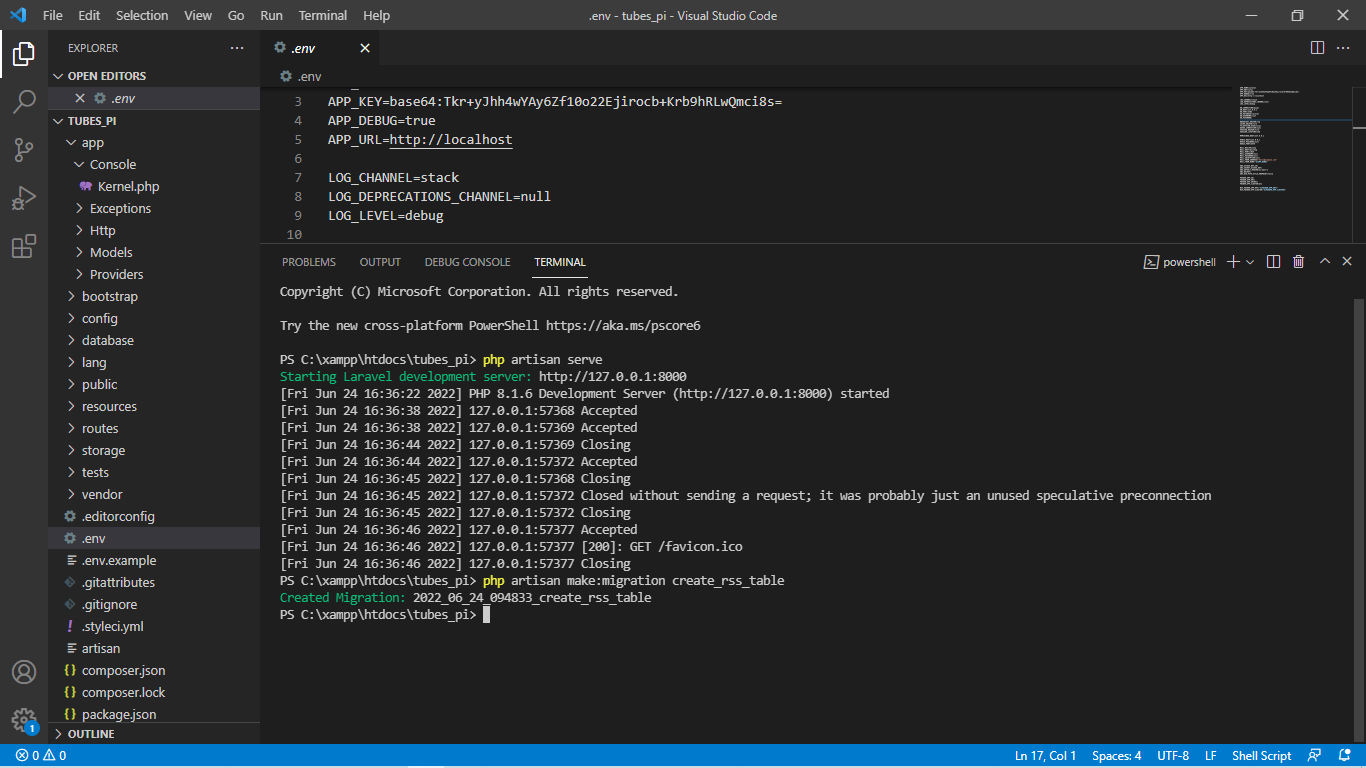 File Edit Selection View Go Run Terminal Help
.env - tubes_pi - Visual Studio Code
EXPLORER
OPEN EDITORS
.env
TUBES_PI
app
Console
Kernel.php
Exceptions
Http
Models
Providers
bootstrap
config
database
lang
public
resources
routes
storage
tests
vendor
.editorconfig
.env
.env.example
.gitattributes
.gitignore
.styleci.yml
artisan
composer.json
composer.lock
package.json
OUTLINE
.env
.env
3 APP_KEY=base64:Tkr+yJhh4wYAy6Zf10o22Ejirocb+Krb9hRLwQmci8s=
4 APP_DEBUG=true
5 APP_URL=http://localhost
6
7 LOG_CHANNEL=stack
8 LOG_DEPRECATIONS_CHANNEL=null
9 LOG_LEVEL=debug
10
PROBLEMS OUTPUT DEBUG CONSOLE TERMINAL
powershell
Copyright (C) Microsoft Corporation. All rights reserved.
Try the new cross-platform PowerShell https://aka.ms/pscore6
PS C:\xampp\htdocs\tubes_pi> php artisan serve
Starting Laravel development server: http://127.0.0.1:8000
[Fri Jun 24 16:36:22 2022] PHP 8.1.6 Development Server (http://127.0.0.1:8000) started
[Fri Jun 24 16:36:38 2022] 127.0.0.1:57368 Accepted
[Fri Jun 24 16:36:38 2022] 127.0.0.1:57369 Accepted
[Fri Jun 24 16:36:44 2022] 127.0.0.1:57369 Closing
[Fri Jun 24 16:36:44 2022] 127.0.0.1:57372 Accepted
[Fri Jun 24 16:36:45 2022] 127.0.0.1:57368 Closing
[Fri Jun 24 16:36:45 2022] 127.0.0.1:57372 Closed without sending a request; it was probably just an unused speculative preconnection
[Fri Jun 24 16:36:45 2022] 127.0.0.1:57372 Closing
[Fri Jun 24 16:36:46 2022] 127.0.0.1:57377 Accepted
[Fri Jun 24 16:36:46 2022] 127.0.0.1:57377 [200]: GET /favicon.ico
[Fri Jun 24 16:36:46 2022] 127.0.0.1:57377 Closing
PS C:\xampp\htdocs\tubes_pi> php artisan make:migration create_rss_table
Created Migration: 2022_06_24_094833_create_rss_table
PS C:\xampp\htdocs\tubes_pi>
1
0 0
Ln 17, Col 1 Spaces: 4 UTF-8 LF Shell Script